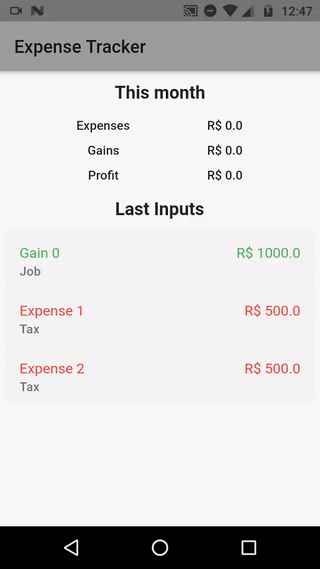 12:47
Expense Tracker
This month
Expenses R$ 0.0
Gains R$ 0.0
Profit R$ 0.0
Last Inputs
Gain 0 R$ 1000.0
Job
Expense 1 R$ 500.0
Tax
Expense 2 R$ 500.0
Tax